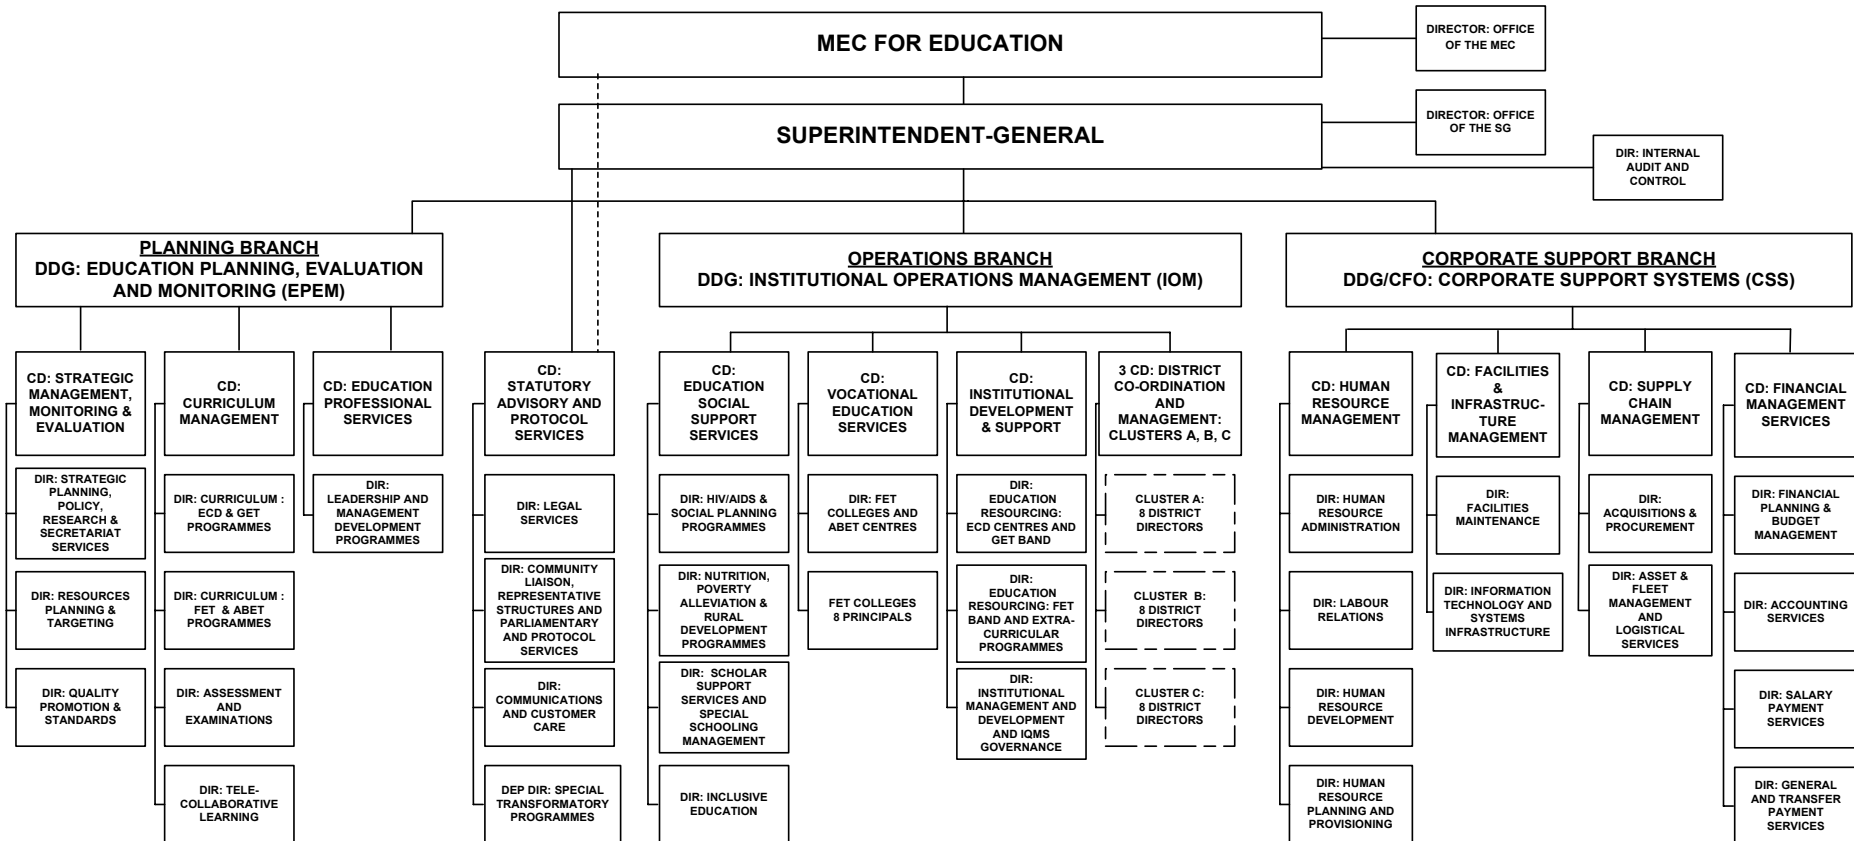 MEC FOR EDUCATION
DIRECTOR: OFFICE
OF THE MEC
SUPERINTENDENT-GENERAL
DIRECTOR: OFFICE
OF THE SG
DIR: INTERNAL
AUDIT AND
CONTROL
PLANNING BRANCH
DDG: EDUCATION PLANNING, EVALUATION
AND MONITORING (EPEM)
OPERATIONS BRANCH
DDG: INSTITUTIONAL OPERATIONS MANAGEMENT (IOM)
CORPORATE SUPPORT BRANCH
DDG/CFO: CORPORATE SUPPORT SYSTEMS (CSS)
CD: STRATEGIC
MANAGEMENT,
MONITORING &
EVALUATION
CD:
CURRICULUM
MANAGEMENT
CD: EDUCATION
PROFESSIONAL
SERVICES
CD:
STATUTORY
ADVISORY AND
PROTOCOL
SERVICES
CD:
EDUCATION
SOCIAL
SUPPORT
SERVICES
CD:
VOCATIONAL
EDUCATION
SERVICES
CD:
INSTITUTIONAL
DEVELOPMENT
& SUPPORT
3 CD: DISTRICT
CO-ORDINATION
AND
MANAGEMENT:
CLUSTERS A, B, C
CD: HUMAN
RESOURCE
MANAGEMENT
CD: FACILITIES
&
INFRASTRUC-
TURE
MANAGEMENT
CD: SUPPLY
CHAIN
MANAGEMENT
CD: FINANCIAL
MANAGEMENT
SERVICES
DIR: STRATEGIC
PLANNING,
POLICY,
RESEARCH &
SECRETARIAT
SERVICES
DIR: CURRICULUM :
ECD & GET
PROGRAMMES
DIR:
LEADERSHIP AND
MANAGEMENT
DEVELOPMENT
PROGRAMMES
DIR: LEGAL
SERVICES
DIR: HIV/AIDS &
SOCIAL PLANNING
PROGRAMMES
DIR: FET
COLLEGES AND
ABET CENTRES
DIR:
EDUCATION
RESOURCING:
ECD CENTRES AND
GET BAND
CLUSTER A:
8 DISTRICT
DIRECTORS
DIR: HUMAN
RESOURCE
ADMINISTRATION
DIR:
FACILITIES
MAINTENANCE
DIR:
ACQUISITIONS &
PROCUREMENT
DIR: FINANCIAL
PLANNING &
BUDGET
MANAGEMENT
DIR: RESOURCES
PLANNING &
TARGETING
DIR: CURRICULUM :
FET & ABET
PROGRAMMES
DIR: COMMUNITY
LIAISON,
REPRESENTATIVE
STRUCTURES AND
PARLIAMENTARY
AND PROTOCOL
SERVICES
DIR: NUTRITION,
POVERTY
ALLEVIATION &
RURAL
DEVELOPMENT
PROGRAMMES
FET COLLEGES
8 PRINCIPALS
DIR:
EDUCATION
RESOURCING: FET
BAND AND EXTRA-
CURRICULAR
PROGRAMMES
CLUSTER B:
8 DISTRICT
DIRECTORS
DIR: LABOUR
RELATIONS
DIR: INFORMATION
TECHNOLOGY AND
SYSTEMS
INFRASTRUCTURE
DIR: ASSET &
FLEET
MANAGEMENT
AND
LOGISTICAL
SERVICES
DIR: ACCOUNTING
SERVICES
DIR: QUALITY
PROMOTION &
STANDARDS
DIR: ASSESSMENT
AND
EXAMINATIONS
DIR:
COMMUNICATIONS
AND CUSTOMER
CARE
DIR: SCHOLAR
SUPPORT
SERVICES AND
SPECIAL
SCHOOLING
MANAGEMENT
DIR:
INSTITUTIONAL
MANAGEMENT AND
DEVELOPMENT
AND IQMS
GOVERNANCE
CLUSTER C:
8 DISTRICT
DIRECTORS
DIR: HUMAN
RESOURCE
DEVELOPMENT
DIR: SALARY
PAYMENT
SERVICES
DIR: TELE-
COLLABORATIVE
LEARNING
DEP DIR: SPECIAL
TRANSFORMATORY
PROGRAMMES
DIR: INCLUSIVE
EDUCATION
DIR: HUMAN
RESOURCE
PLANNING AND
PROVISIONING
DIR: GENERAL
AND TRANSFER
PAYMENT
SERVICES